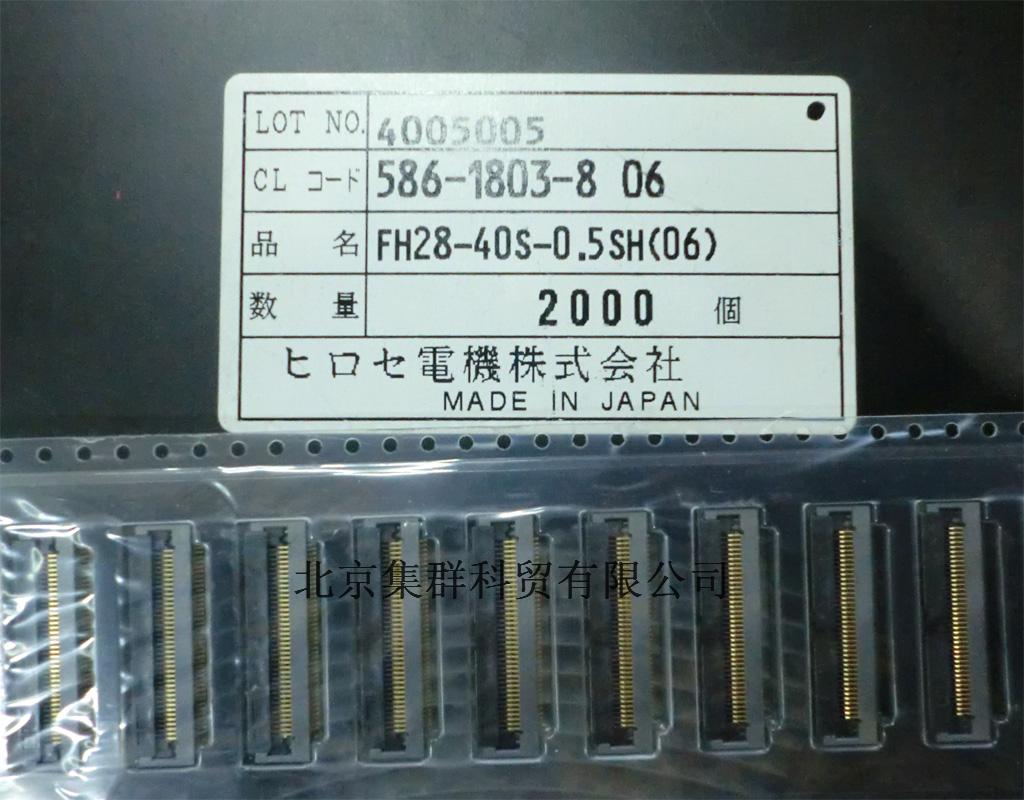 LOT NO. 4005005
CL コード 586-1803-8 06
品 名 FH28-40S-0.5SH(06)
数 量 2000 個
ヒロセ電機株式会社
MADE IN JAPAN
北京集群科贸有限公司